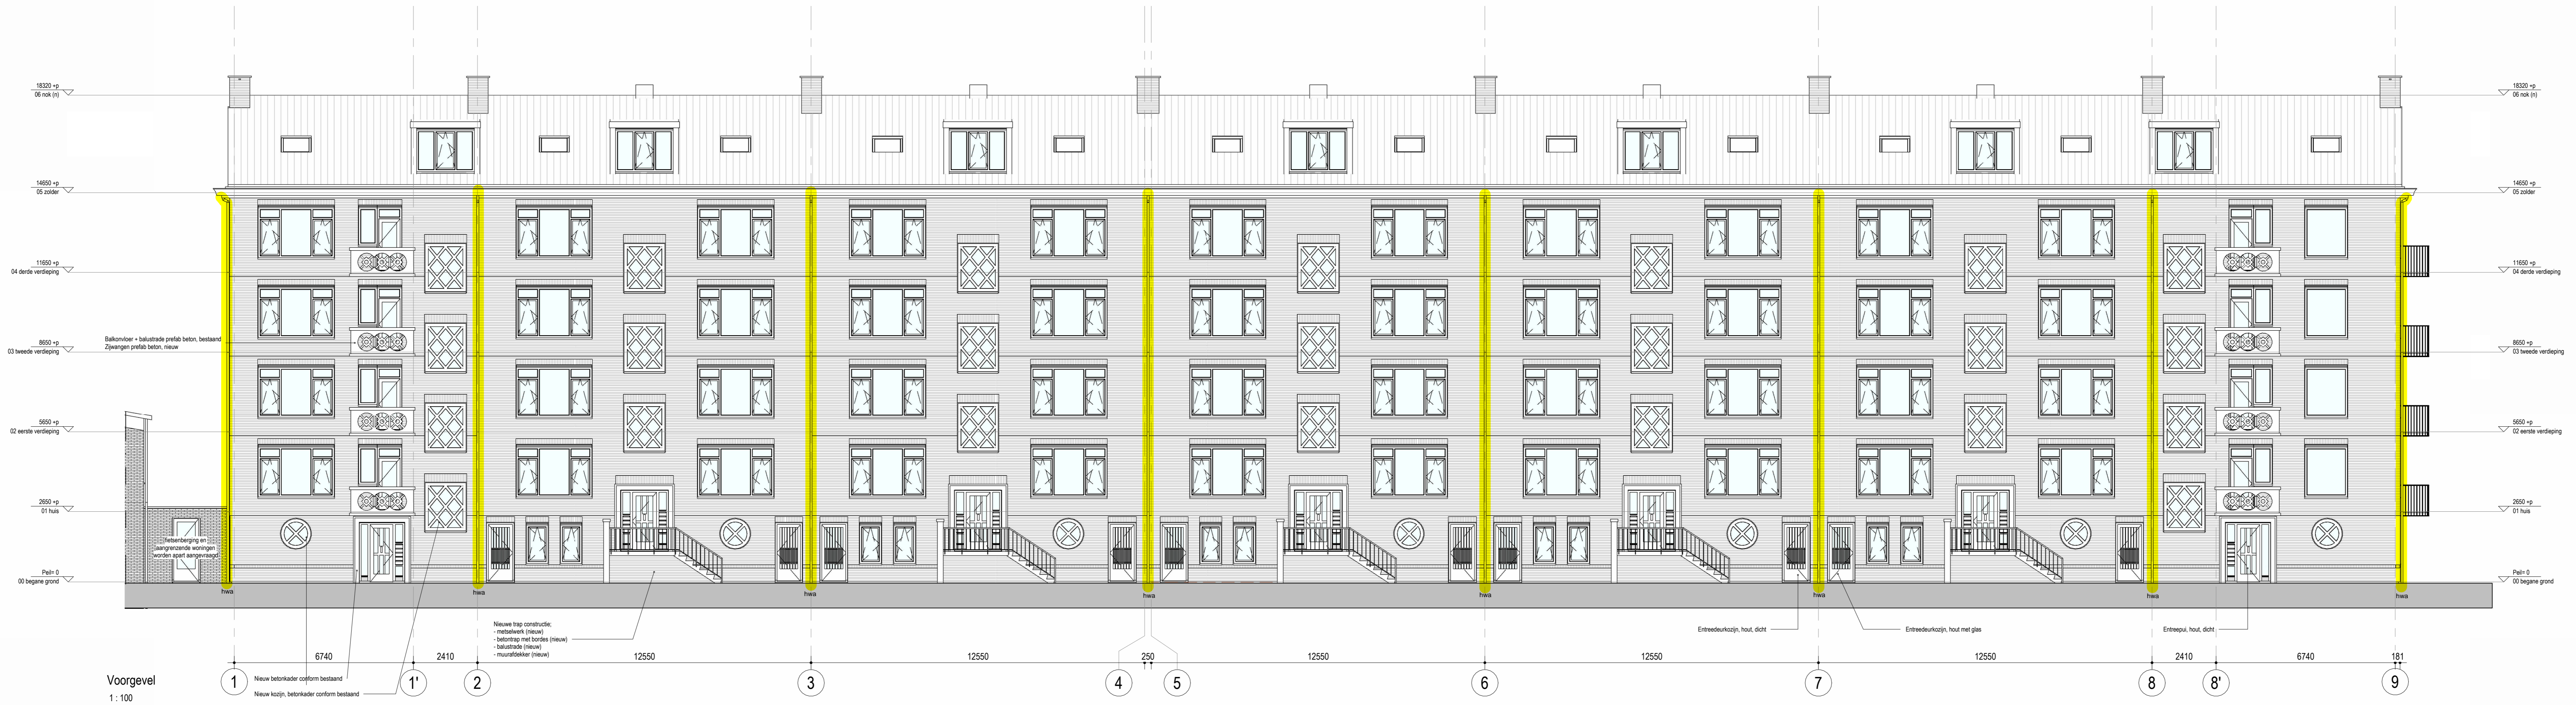 18320 +p
06 nok (n)
18320 +p
06 nok (n)
14650 +p
05 zolder
14650 +p
05 zolder
11650 +p
04 derde verdieping
11650 +p
04 derde verdieping
Balkonvloer + balustrade prefab beton, bestaand
Zijwangen prefab beton, nieuw
8650 +p
03 tweede verdieping
8650 +p
03 tweede verdieping
5650 +p
02 eerste verdieping
5650 +p
02 eerste verdieping
2650 +p
01 huis
2650 +p
01 huis
fietsenberging en
aangrenzende woningen
worden apart aangevraagd
Peil= 0
00 begane grond
Peil= 0
00 begane grond
hwa
hwa
hwa
hwa
hwa
hwa
hwa
hwa
Nieuwe trap constructie;
- metselwerk (nieuw)
- betontrap met bordes (nieuw)
- balustrade (nieuw)
- muurafdekker (nieuw)
Entreedeurkozijn, hout, dicht
Entreedeurkozijn, hout met glas
Entreepui, hout, dicht
6740
2410
12550
12550
250
12550
12550
12550
2410
6740
181
1
1'
2
3
4
5
6
7
8
8'
9
Nieuw betonkader conform bestaand
Nieuw kozijn, betonkader conform bestaand
Voorgevel
1 : 100